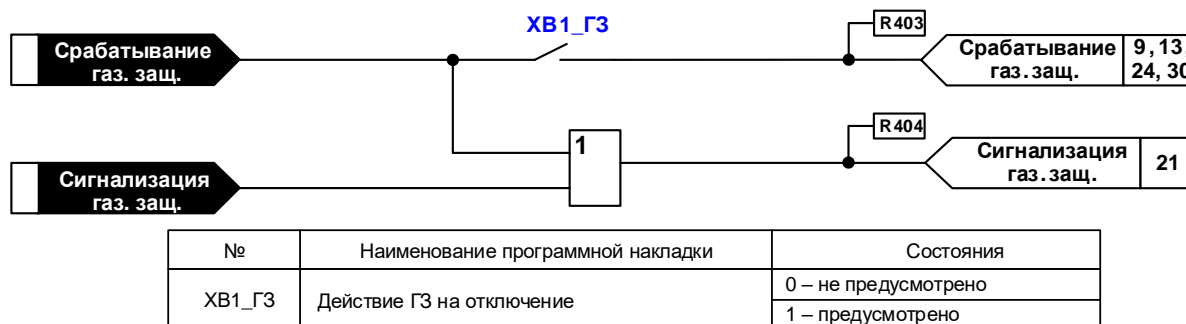 ХВ1_ГЗ
R403
Срабатывание
газ. защ.
Срабатывание
газ.защ.
9, 13,
24, 30
R404
1
Сигнализация
газ. защ.
Сигнализация
газ.защ.
21
№ Наименование программной накладки Состояния
ХВ1_ГЗ Действие ГЗ на отключение
0 – не предусмотрено
1 – предусмотрено